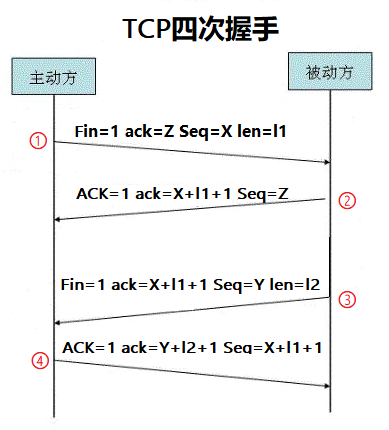 TCP四次握手
主动方
被动方
① Fin=1 ack=Z Seq=X len=l1
ACK=1 ack=X+l1+1 Seq=Z ②
Fin=1 ack=X+l1+1 Seq=Y len=l2 ③
④ ACK=1 ack=Y+l2+1 Seq=X+l1+1